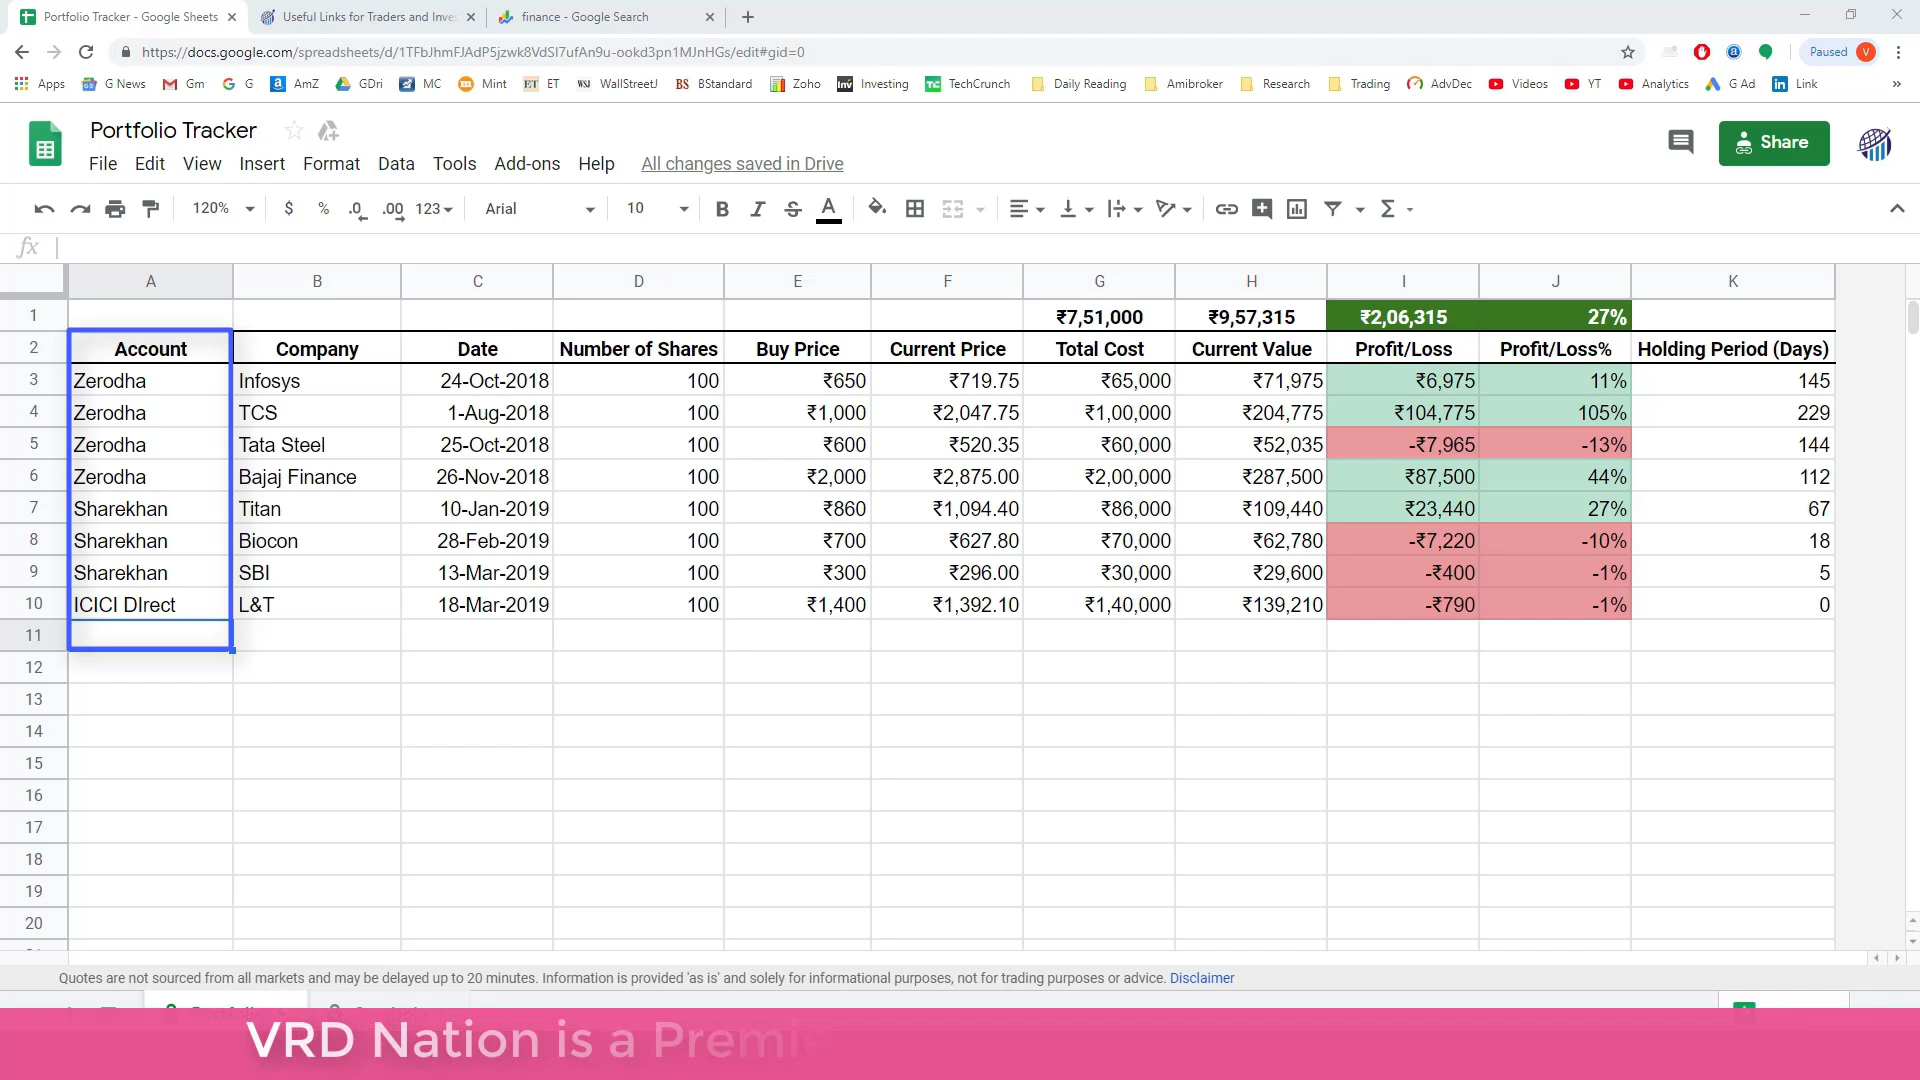 Portfolio Tracker - Google Sheets
Useful Links for Traders and Inve
finance - Google Search
https://docs.google.com/spreadsheets/d/1TFbJhmFJAdP5jzwk8VdSI7ufAn9u-ookd3pn1MJnHGs/edit#gid=0
Paused V
Apps G News Gm G AmZ GDri MC Mint ET WallStreetJ BStandard Zoho Investing TechCrunch Daily Reading Amibroker Research Trading AdvDec Videos YT Analytics G Ad Link »
Portfolio Tracker
File Edit View Insert Format Data Tools Add-ons Help All changes saved in Drive
Share
120% $ % .0 .00 123 Arial 10 B I S A Σ
fx
A B C D E F G H I J K
1 ₹7,51,000 ₹9,57,315 ₹2,06,315 27%
2 Account Company Date Number of Shares Buy Price Current Price Total Cost Current Value Profit/Loss Profit/Loss% Holding Period (Days)
3 Zerodha Infosys 24-Oct-2018 100 ₹650 ₹719.75 ₹65,000 ₹71,975 ₹6,975 11% 145
4 Zerodha TCS 1-Aug-2018 100 ₹1,000 ₹2,047.75 ₹1,00,000 ₹204,775 ₹104,775 105% 229
5 Zerodha Tata Steel 25-Oct-2018 100 ₹600 ₹520.35 ₹60,000 ₹52,035 -₹7,965 -13% 144
6 Zerodha Bajaj Finance 26-Nov-2018 100 ₹2,000 ₹2,875.00 ₹2,00,000 ₹287,500 ₹87,500 44% 112
7 Sharekhan Titan 10-Jan-2019 100 ₹860 ₹1,094.40 ₹86,000 ₹109,440 ₹23,440 27% 67
8 Sharekhan Biocon 28-Feb-2019 100 ₹700 ₹627.80 ₹70,000 ₹62,780 -₹7,220 -10% 18
9 Sharekhan SBI 13-Mar-2019 100 ₹300 ₹296.00 ₹30,000 ₹29,600 -₹400 -1% 5
10 ICICI DIrect L&T 18-Mar-2019 100 ₹1,400 ₹1,392.10 ₹1,40,000 ₹139,210 -₹790 -1% 0
11
12
13
14
15
16
17
18
19
20
Quotes are not sourced from all markets and may be delayed up to 20 minutes. Information is provided 'as is' and solely for informational purposes, not for trading purposes or advice. Disclaimer
VRD Nation is a Premie